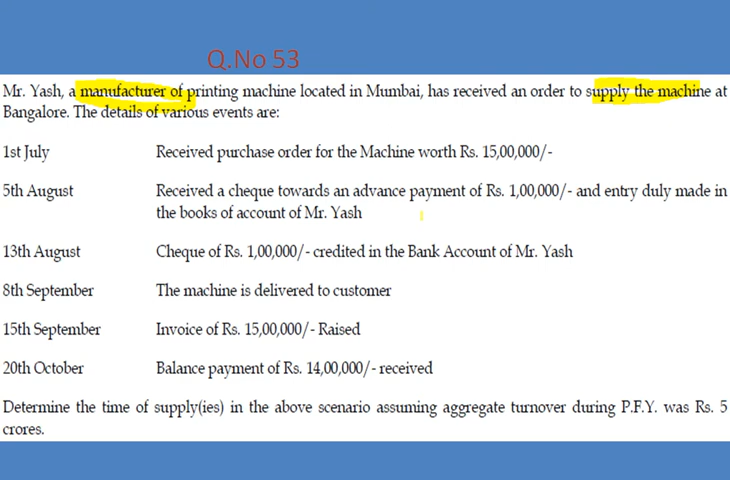 Q.No 53
Mr. Yash, a manufacturer of printing machine located in Mumbai, has received an order to supply the machine at
Bangalore. The details of various events are:
1st July Received purchase order for the Machine worth Rs. 15,00,000/-
5th August Received a cheque towards an advance payment of Rs. 1,00,000/- and entry duly made in
the books of account of Mr. Yash
13th August Cheque of Rs. 1,00,000/- credited in the Bank Account of Mr. Yash
8th September The machine is delivered to customer
15th September Invoice of Rs. 15,00,000/- Raised
20th October Balance payment of Rs. 14,00,000/- received
Determine the time of supply(ies) in the above scenario assuming aggregate turnover during P.F.Y. was Rs. 5
crores.